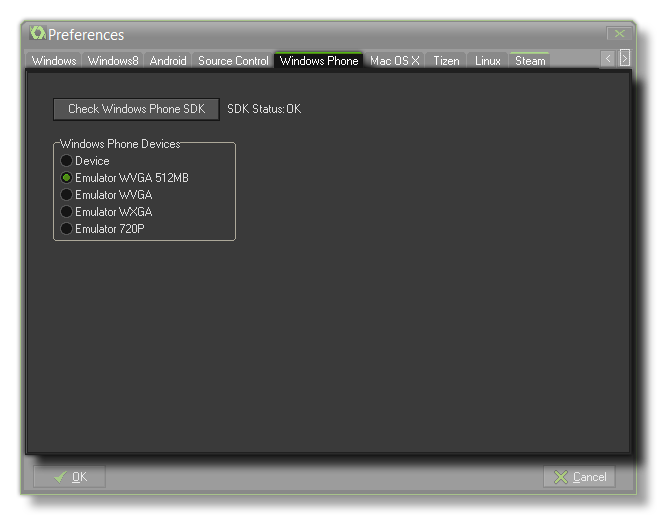 Preferences
Windows Windows8 Android Source Control Windows Phone Mac OS X Tizen Linux Steam
Check Windows Phone SDK SDK Status: OK
Windows Phone Devices
Device
Emulator WVGA 512MB
Emulator WVGA
Emulator WXGA
Emulator 720P
OK Cancel